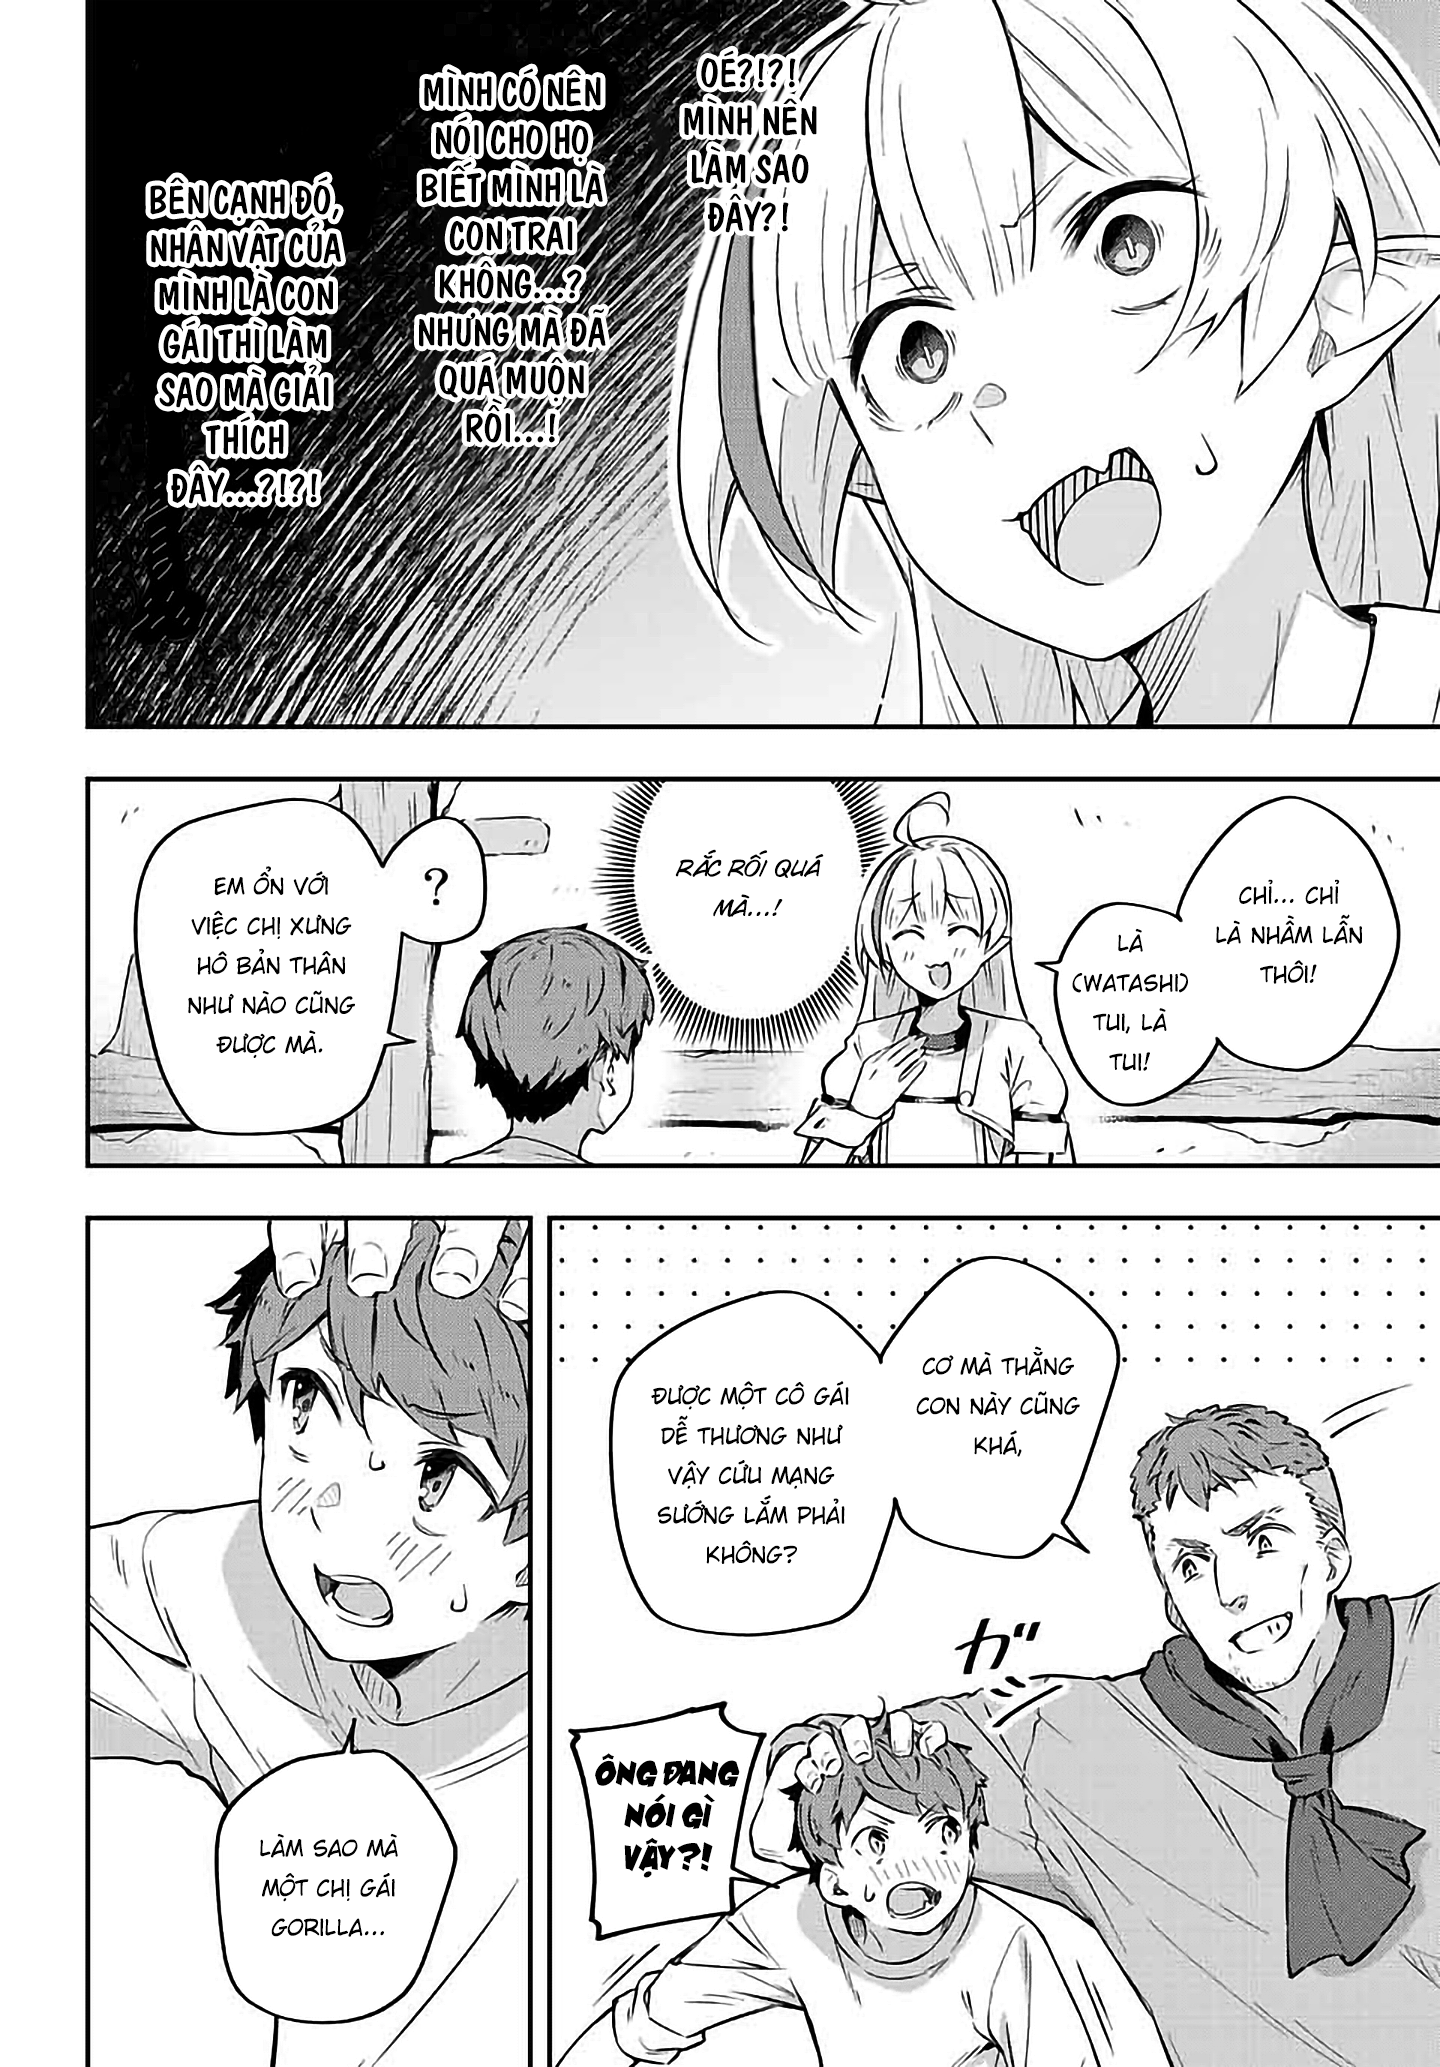 OÉ?!?!
MÌNH NÊN
LÀM SAO
ĐÂY?!
MÌNH CÓ NÊN
NÓI CHO HỌ
BIẾT MÌNH LÀ
CON TRAI
KHÔNG...?
NHƯNG MÀ ĐÃ
QUÁ MUỘN
RỒI...!
BÊN CẠNH ĐÓ,
NHÂN VẬT CỦA
MÌNH LÀ CON
GÁI THÌ LÀM
SAO MÀ GIẢI
THÍCH
ĐÂY...?!?!
CHỈ... CHỈ
LÀ NHẦM LẪN
THÔI!
LÀ
(WATASHI)
TUI, LÀ
TUI!
RẮC RỐI QUÁ
MÀ...!
?
EM ỔN VỚI
VIỆC CHỊ XƯNG
HÔ BẢN THÂN
NHƯ NÀO CŨNG
ĐƯỢC MÀ.
CƠ MÀ THẰNG
CON NÀY CŨNG
KHÁ,
ĐƯỢC MỘT CÔ GÁI
DỄ THƯƠNG NHƯ
VẬY CỨU MẠNG
SƯỚNG LẮM PHẢI
KHÔNG?
ガシ
ÔNG ĐANG
NÓI GÌ
VẬY?!
LÀM SAO MÀ
MỘT CHỊ GÁI
GORILLA...